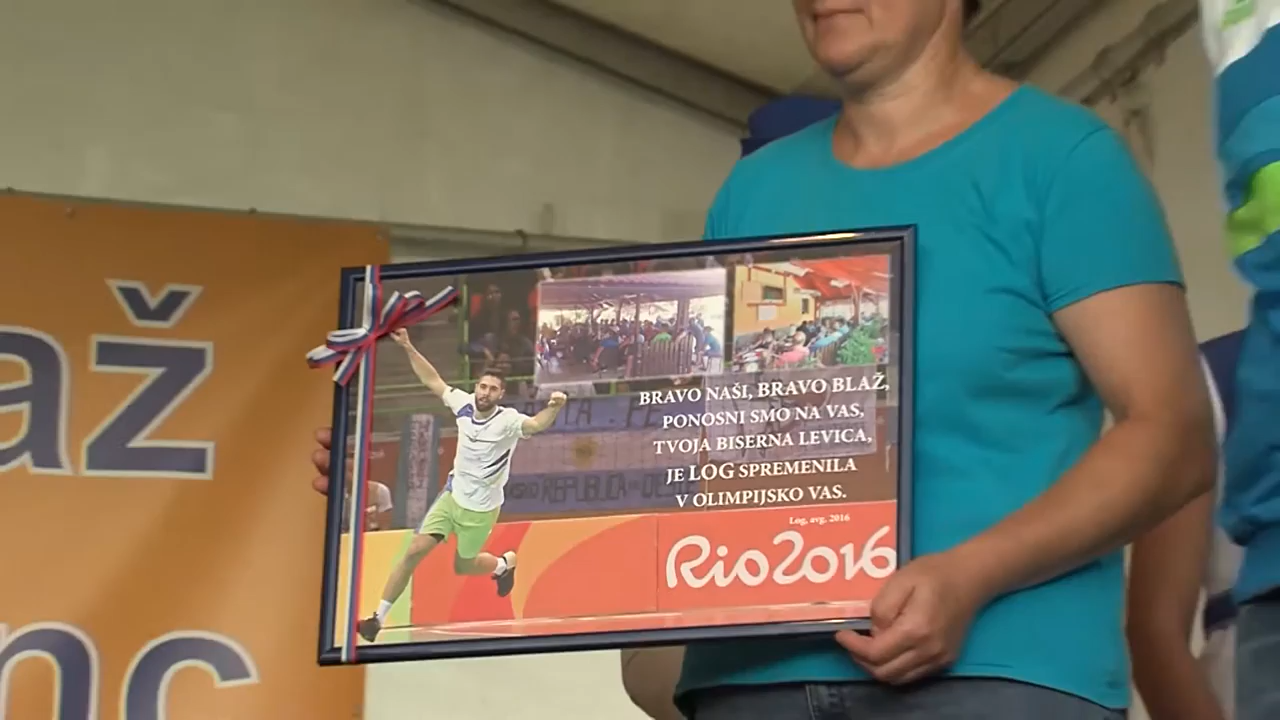 až
nc
BRAVO NAŠI, BRAVO BLAŽ,
PONOSNI SMO NA VAS,
TVOJA BISERNA LEVICA,
JE LOG SPREMENILA
V OLIMPIJSKO VAS.
Log, avg. 2016
Rio2016